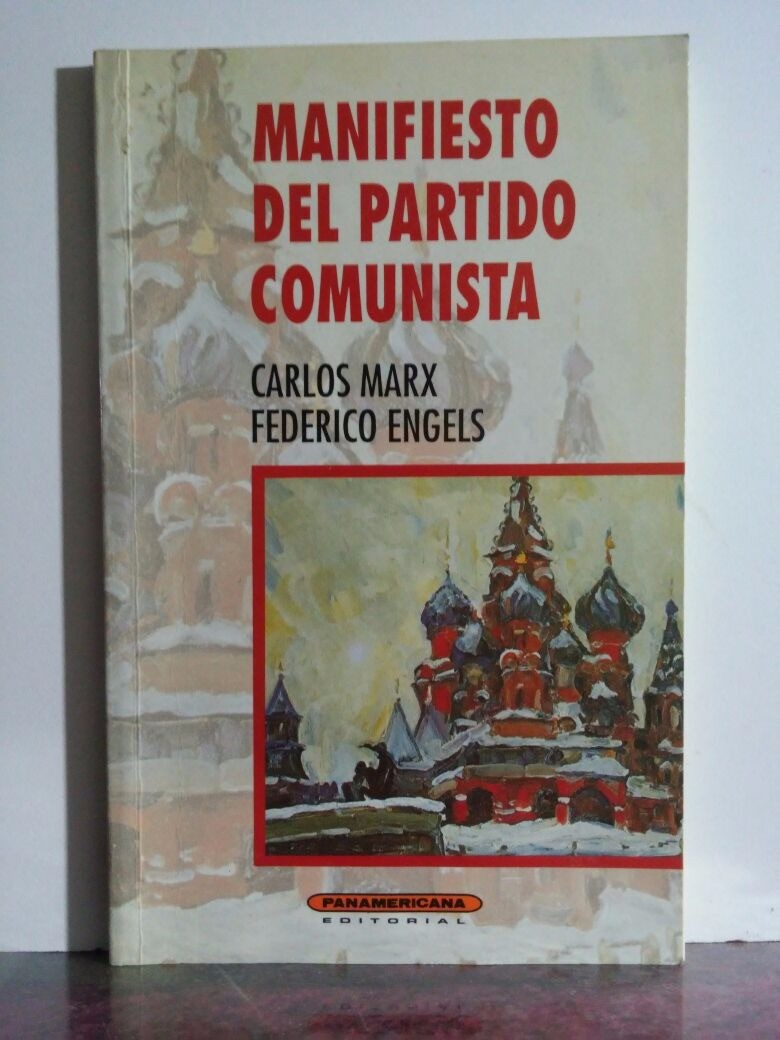 MANIFIESTO
DEL PARTIDO
COMUNISTA
CARLOS MARX
FEDERICO ENGELS
PANAMERICANA
EDITORIAL